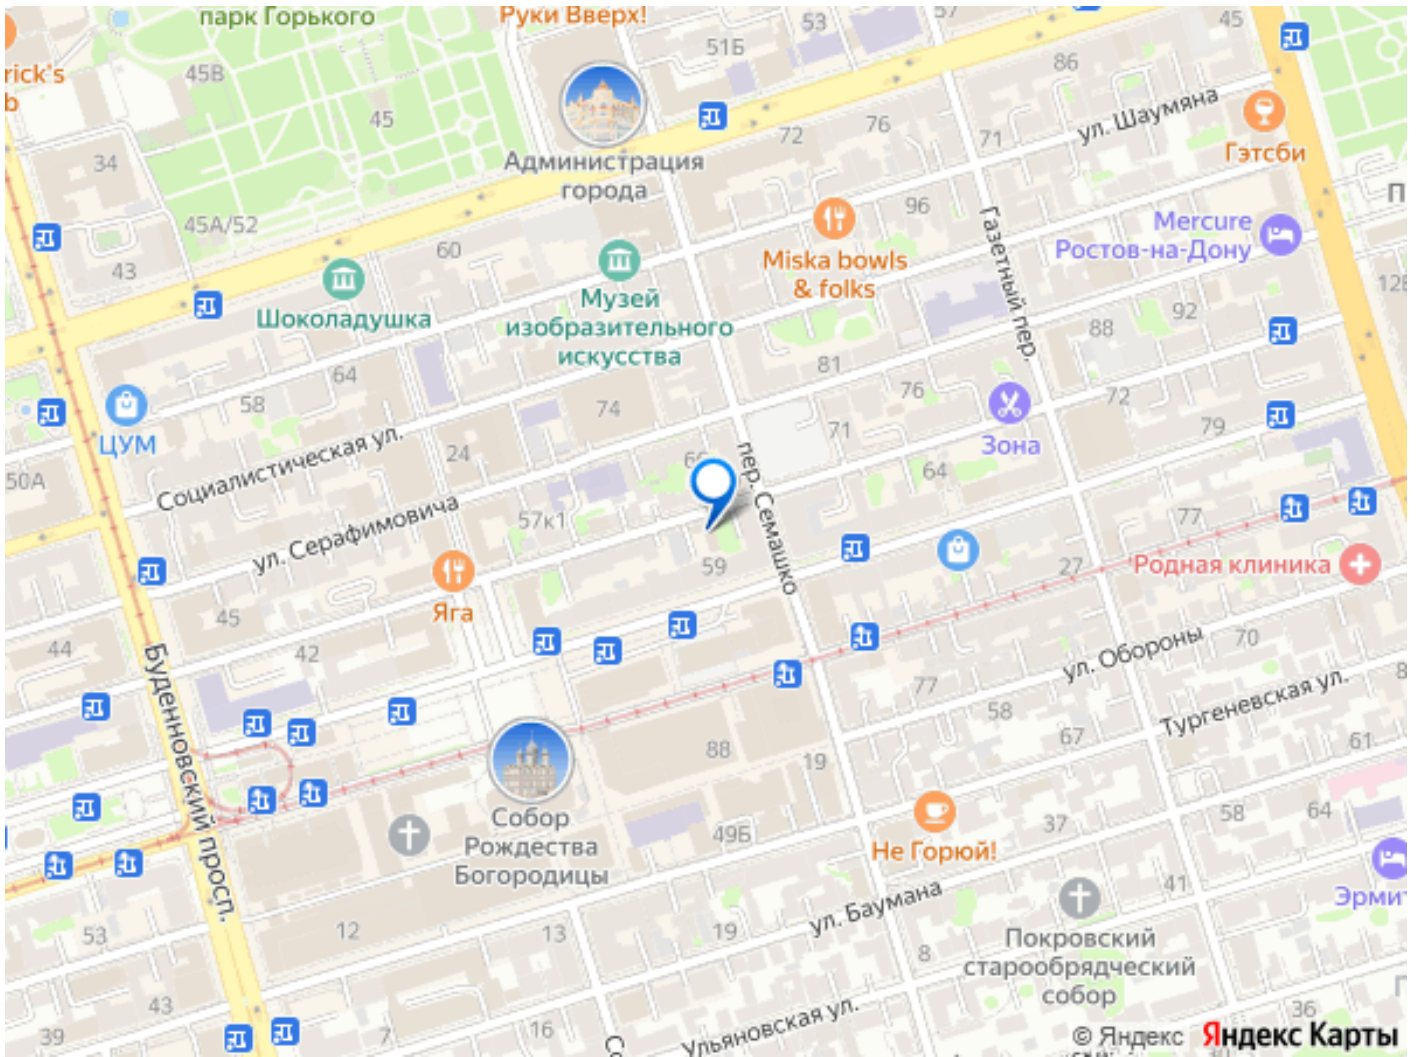 парк Горького
Руки Вверх!
53
57
45
51Б
rick's
b
45В
86
45
72
76
71
ул. Шаумяна
Гэтсби
34
Администрация
города
96
45А/52
43
60
Miska bowls
& folks
Газетный пер.
Mercure
Ростов-на-Дону
П
Музей
изобразительного
искусства
Шоколадушка
92
88
64
58
81
76
72
74
ЦУМ
Социалистическая ул.
24
71
Зона
79
50А
64
пер. Семашко
ул. Серафимовича
57к1
77
59
27
Родная клиника
Яга
45
42
44
ул. Обороны
70
Буденновский просп.
77
58
67
Тургеневская ул.
61
88
19
Собор
Рождества
Богородицы
49Б
Не Горюй!
37
58
64
41
Эрмит
53
12
13
19
ул. Баумана
8
Покровский
старообрядческий
собор
43
39
7
16
Ульяновская ул.
36
© Яндекс Яндекс Карты